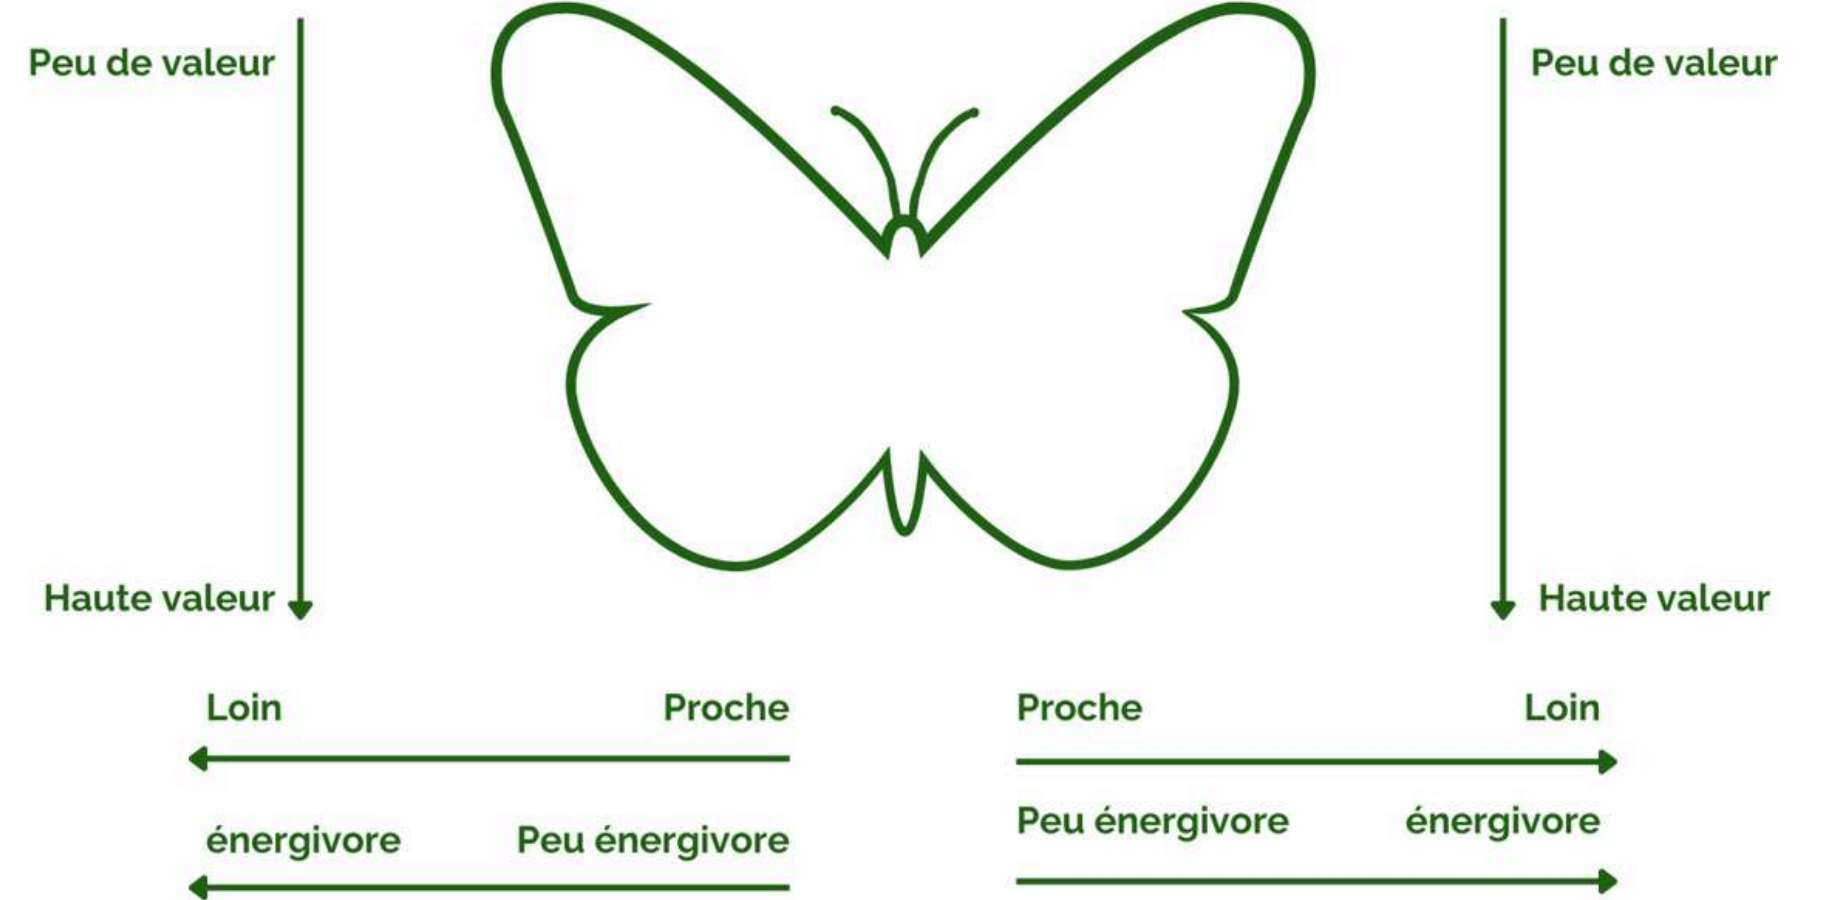 Peu de valeur
Peu de valeur
Haute valeur
Haute valeur
Loin
Proche
Proche
Loin
énergivore
Peu énergivore
Peu énergivore
énergivore